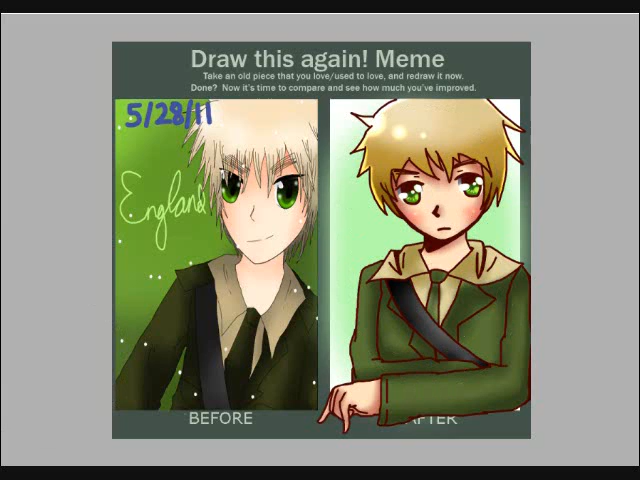 Draw this again! Meme
Take an old piece that you love/used to love, and redraw it now.
Done? Now it's time to compare and see how much you've improved.
5/28/11
England
BEFORE
AFTER